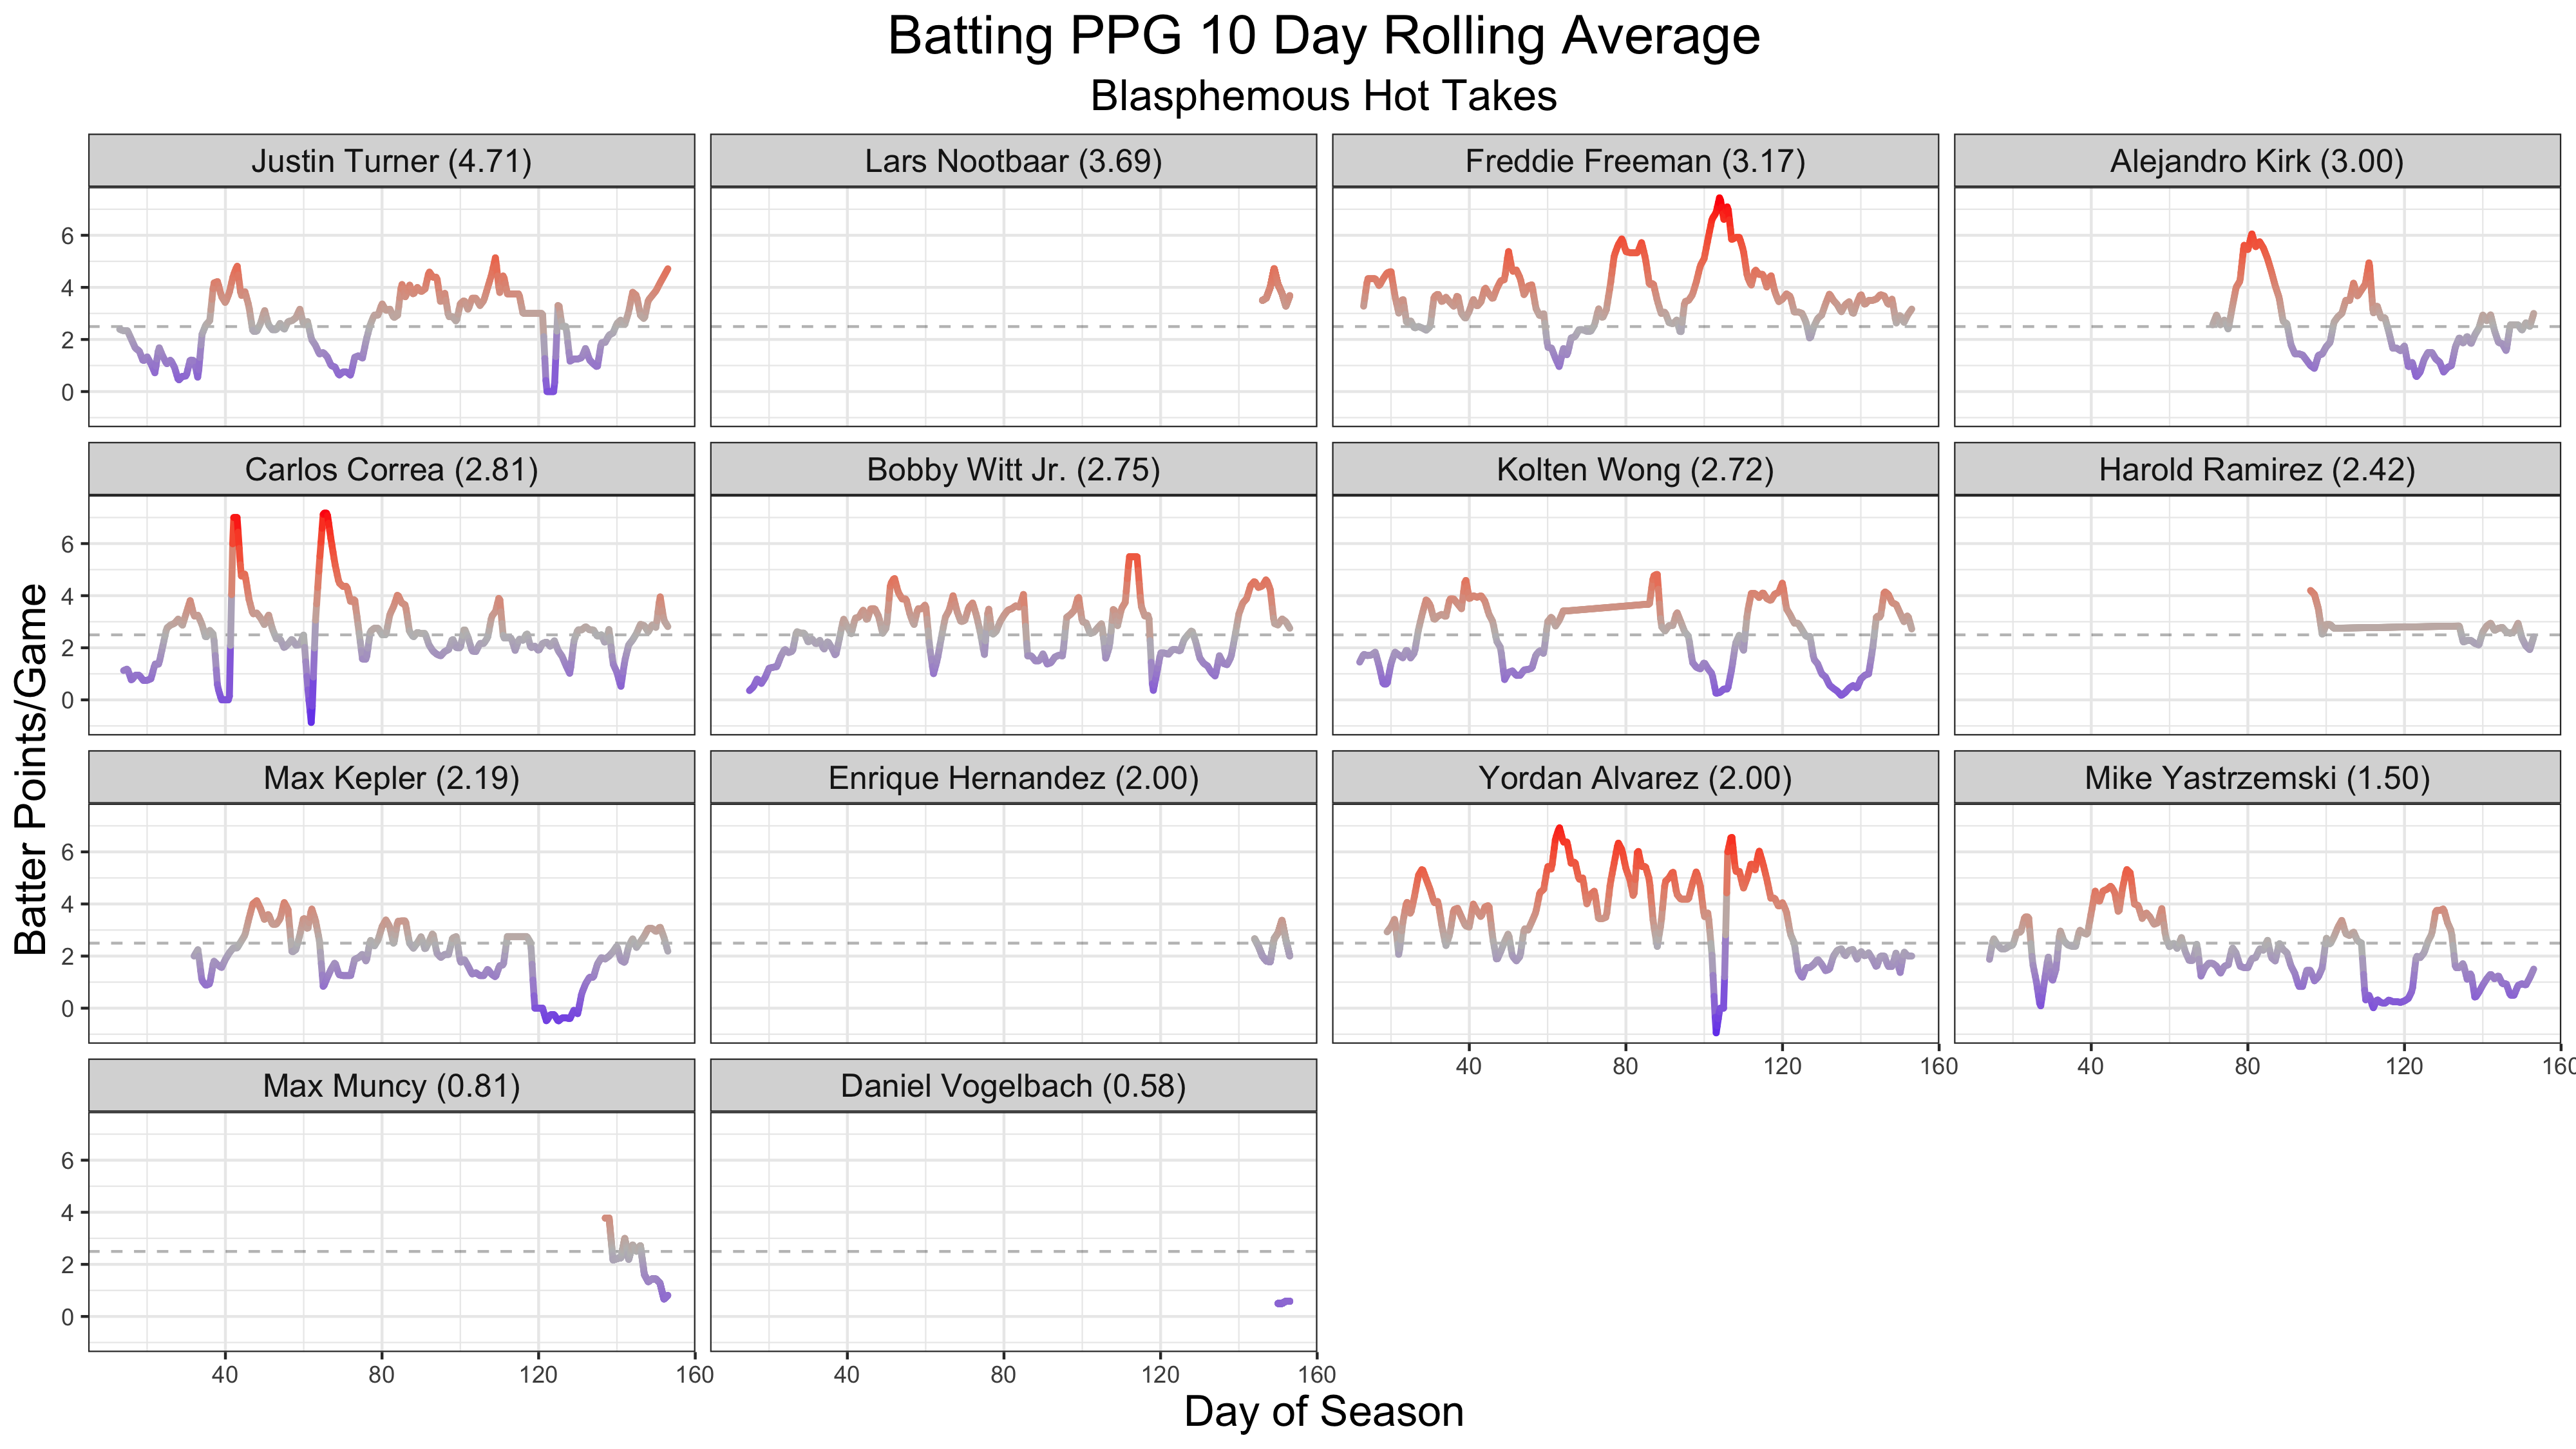 Batting PPG 10 Day Rolling Average
Blasphemous Hot Takes
Justin Turner (4.71)
Lars Nootbaar (3.69)
Freddie Freeman (3.17)
Alejandro Kirk (3.00)
6
4
2
0
Carlos Correa (2.81)
Bobby Witt Jr. (2.75)
Kolten Wong (2.72)
Harold Ramirez (2.42)
6
4
2
0
Batter Points/Game
Max Kepler (2.19)
Enrique Hernandez (2.00)
Yordan Alvarez (2.00)
Mike Yastrzemski (1.50)
6
4
2
0
40 80 120 160
40 80 120 160
Max Muncy (0.81)
Daniel Vogelbach (0.58)
6
4
2
0
40 80 120 160
40 80 120 160
Day of Season